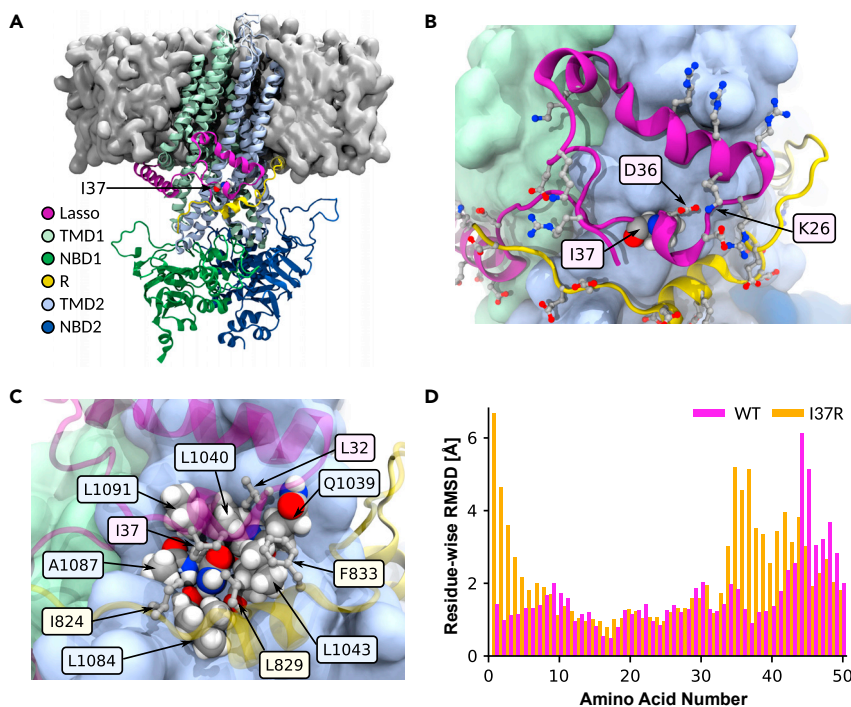 A
I37
Lasso
TMD1
NBD1
R
TMD2
NBD2
B
D36
I37
K26
C
L1040
L32
L1091
Q1039
I37
A1087
F833
I824
L1084
L829
L1043
D
WT I37R
Residue-wise RMSD [Å]
6
4
2
0
0 10 20 30 40 50
Amino Acid Number